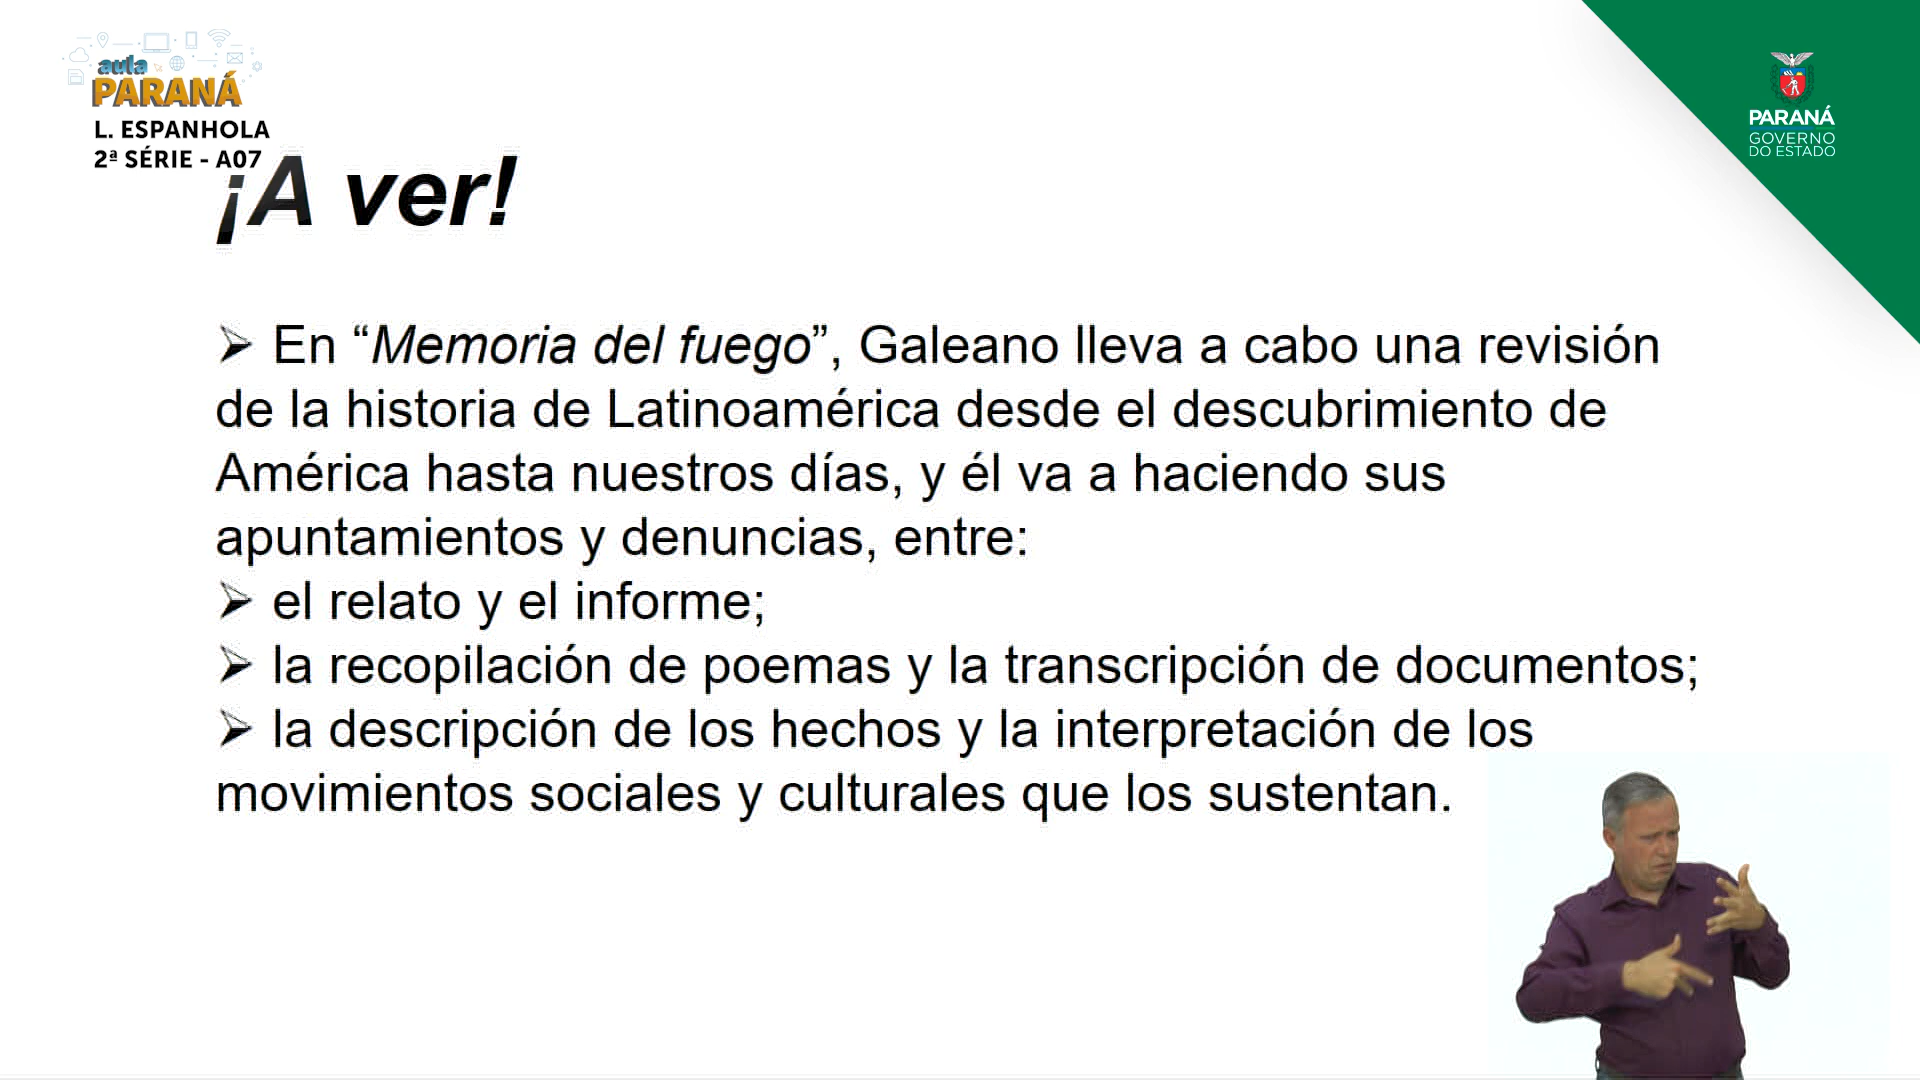 aula
PARANÁ
L. ESPANHOLA
2ª SÉRIE - A07
PARANÁ
GOVERNO
DO ESTADO
¡A ver!
➢ En “Memoria del fuego”, Galeano lleva a cabo una revisión
de la historia de Latinoamérica desde el descubrimiento de
América hasta nuestros días, y él va a haciendo sus
apuntamientos y denuncias, entre:
➢ el relato y el informe;
➢ la recopilación de poemas y la transcripción de documentos;
➢ la descripción de los hechos y la interpretación de los
movimientos sociales y culturales que los sustentan.